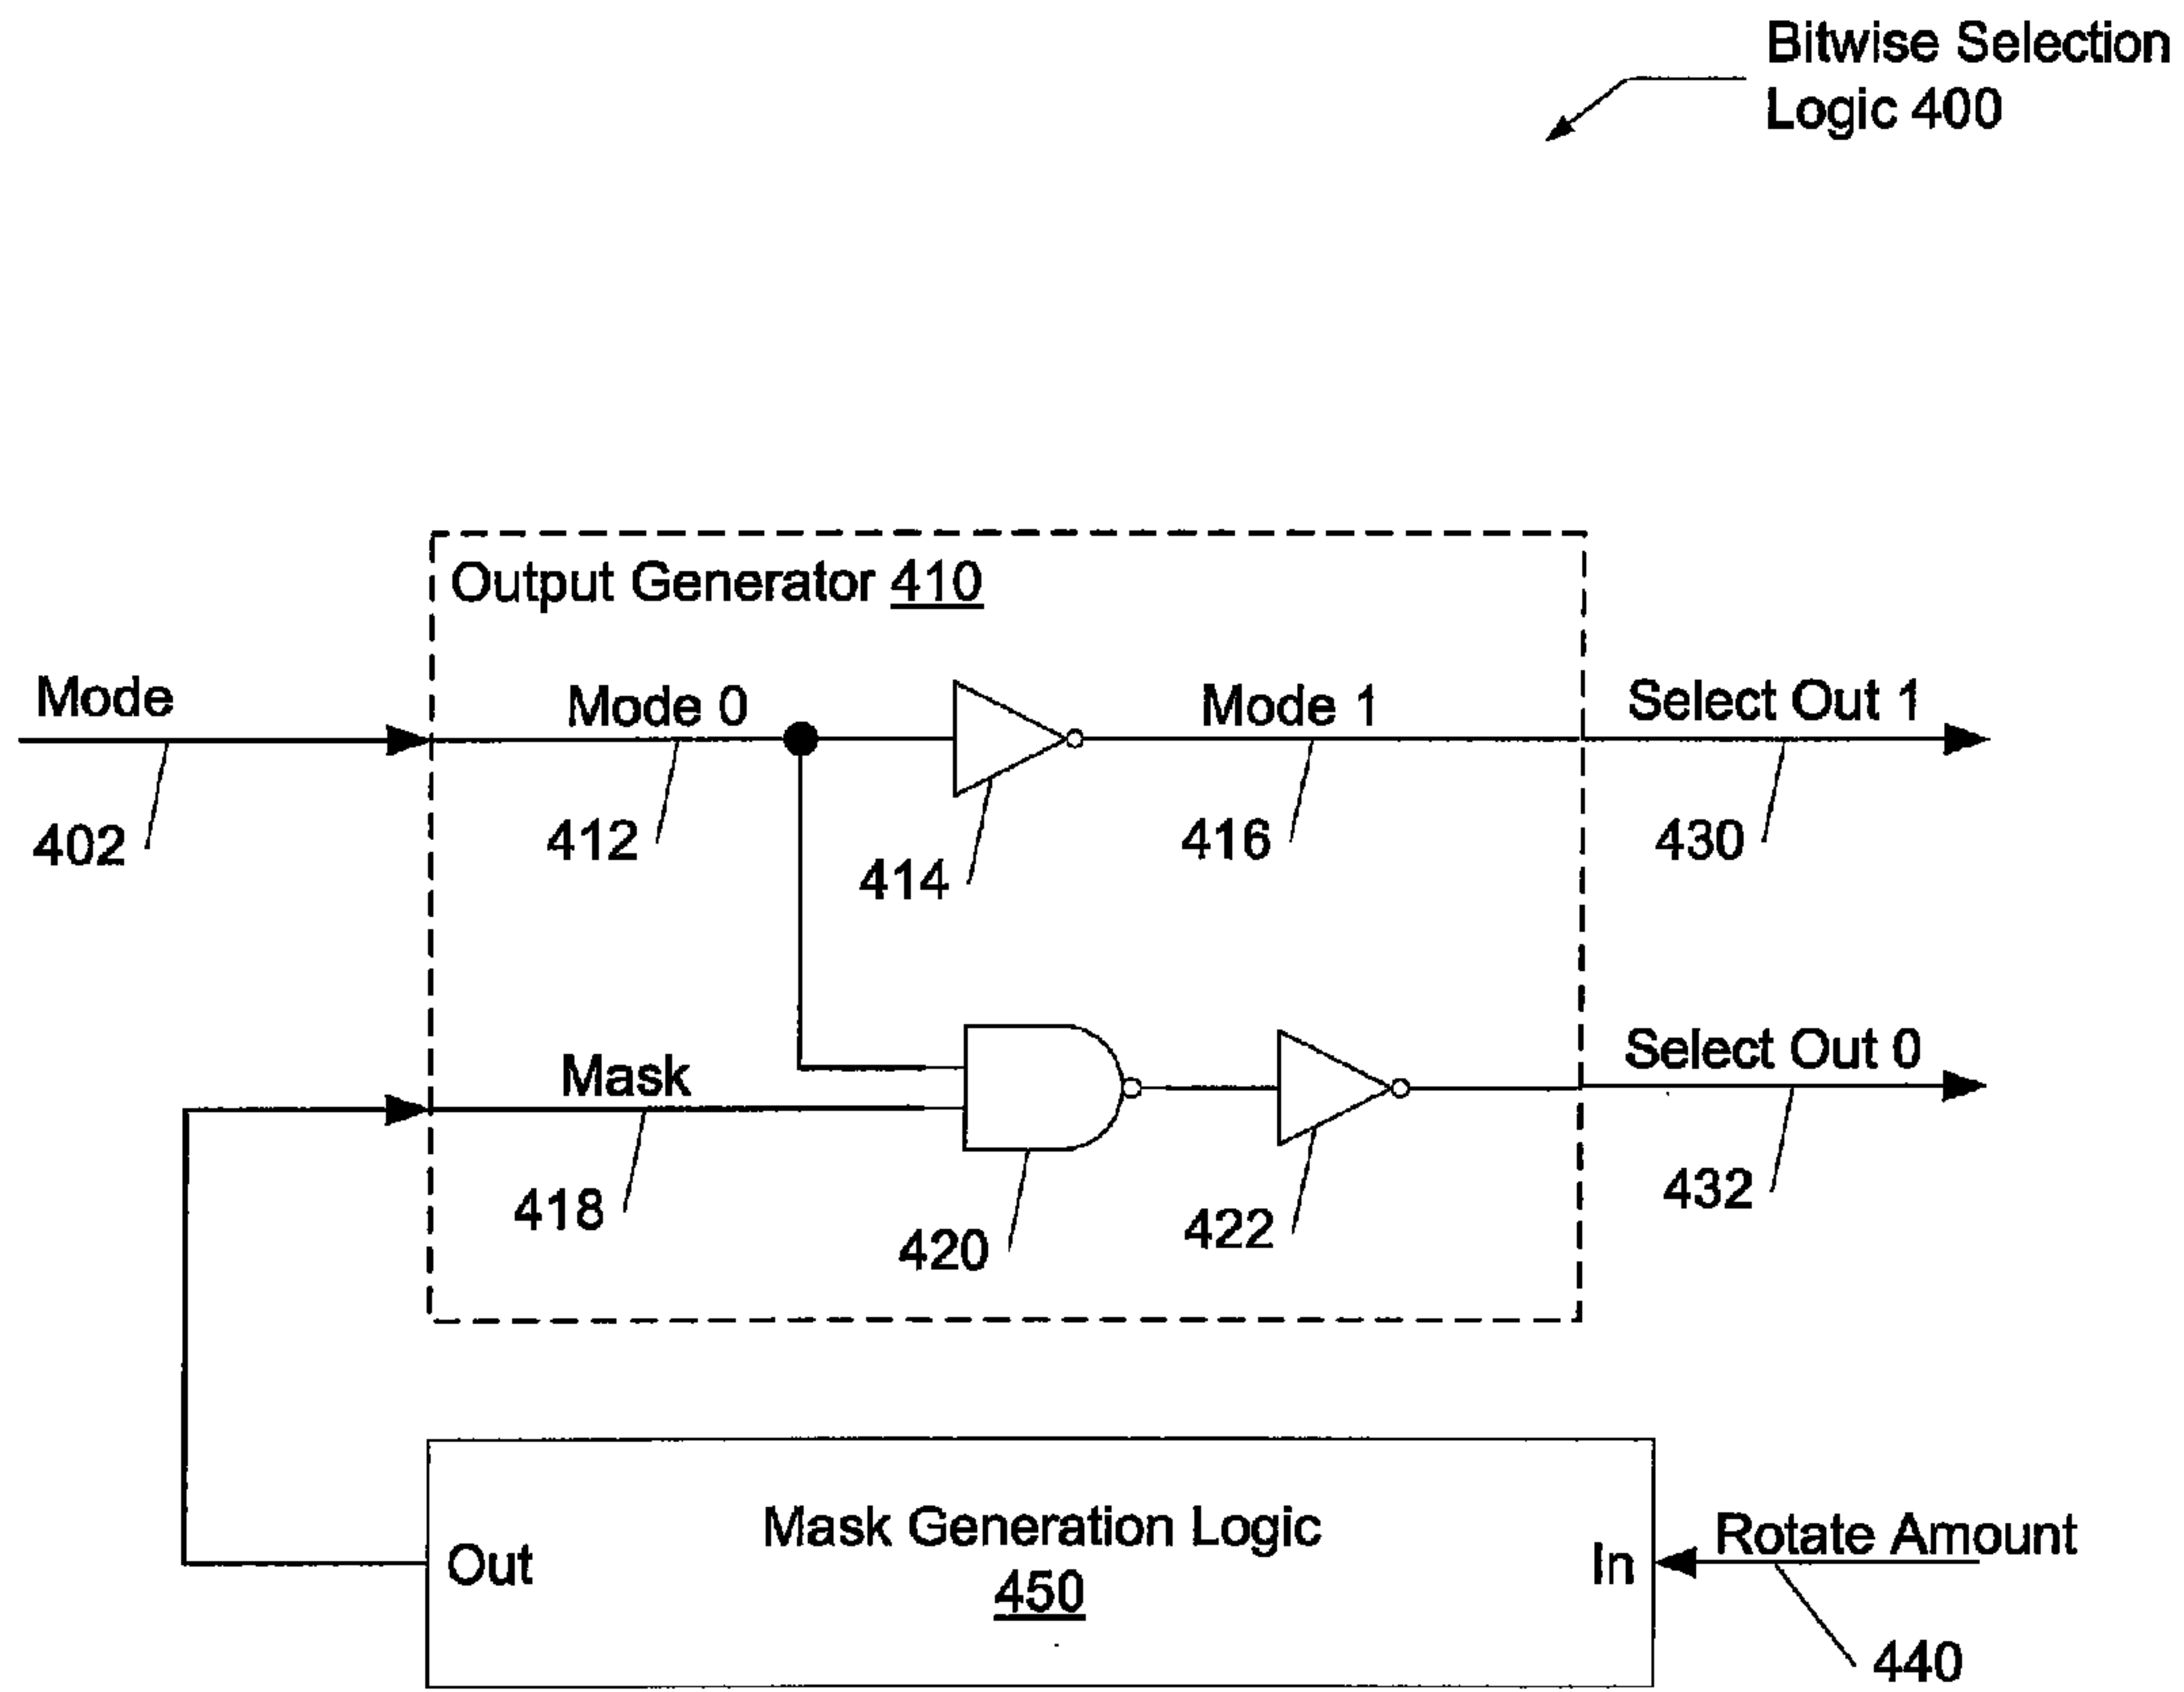 Bitwise Selection
Logic 400
Output Generator 410
Mode
Mode 0
Mode 1
Select Out 1
402
412
414
416
430
Mask
Select Out 0
418
420
422
432
Mask Generation Logic
450
Out
In
Rotate Amount
440